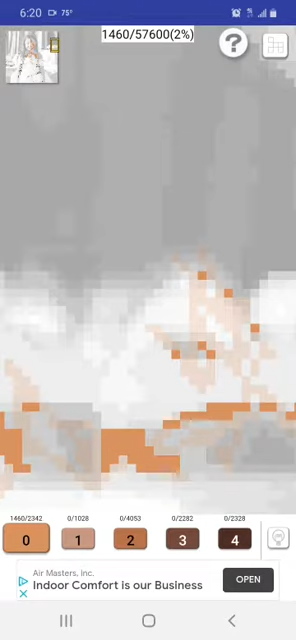 6:20 75°
1460/57600(2%)
?
1460/2342 0/1028 0/4053 0/2282 0/2328
0 1 2 3 4
Air Masters, Inc.
Indoor Comfort is our Business
OPEN